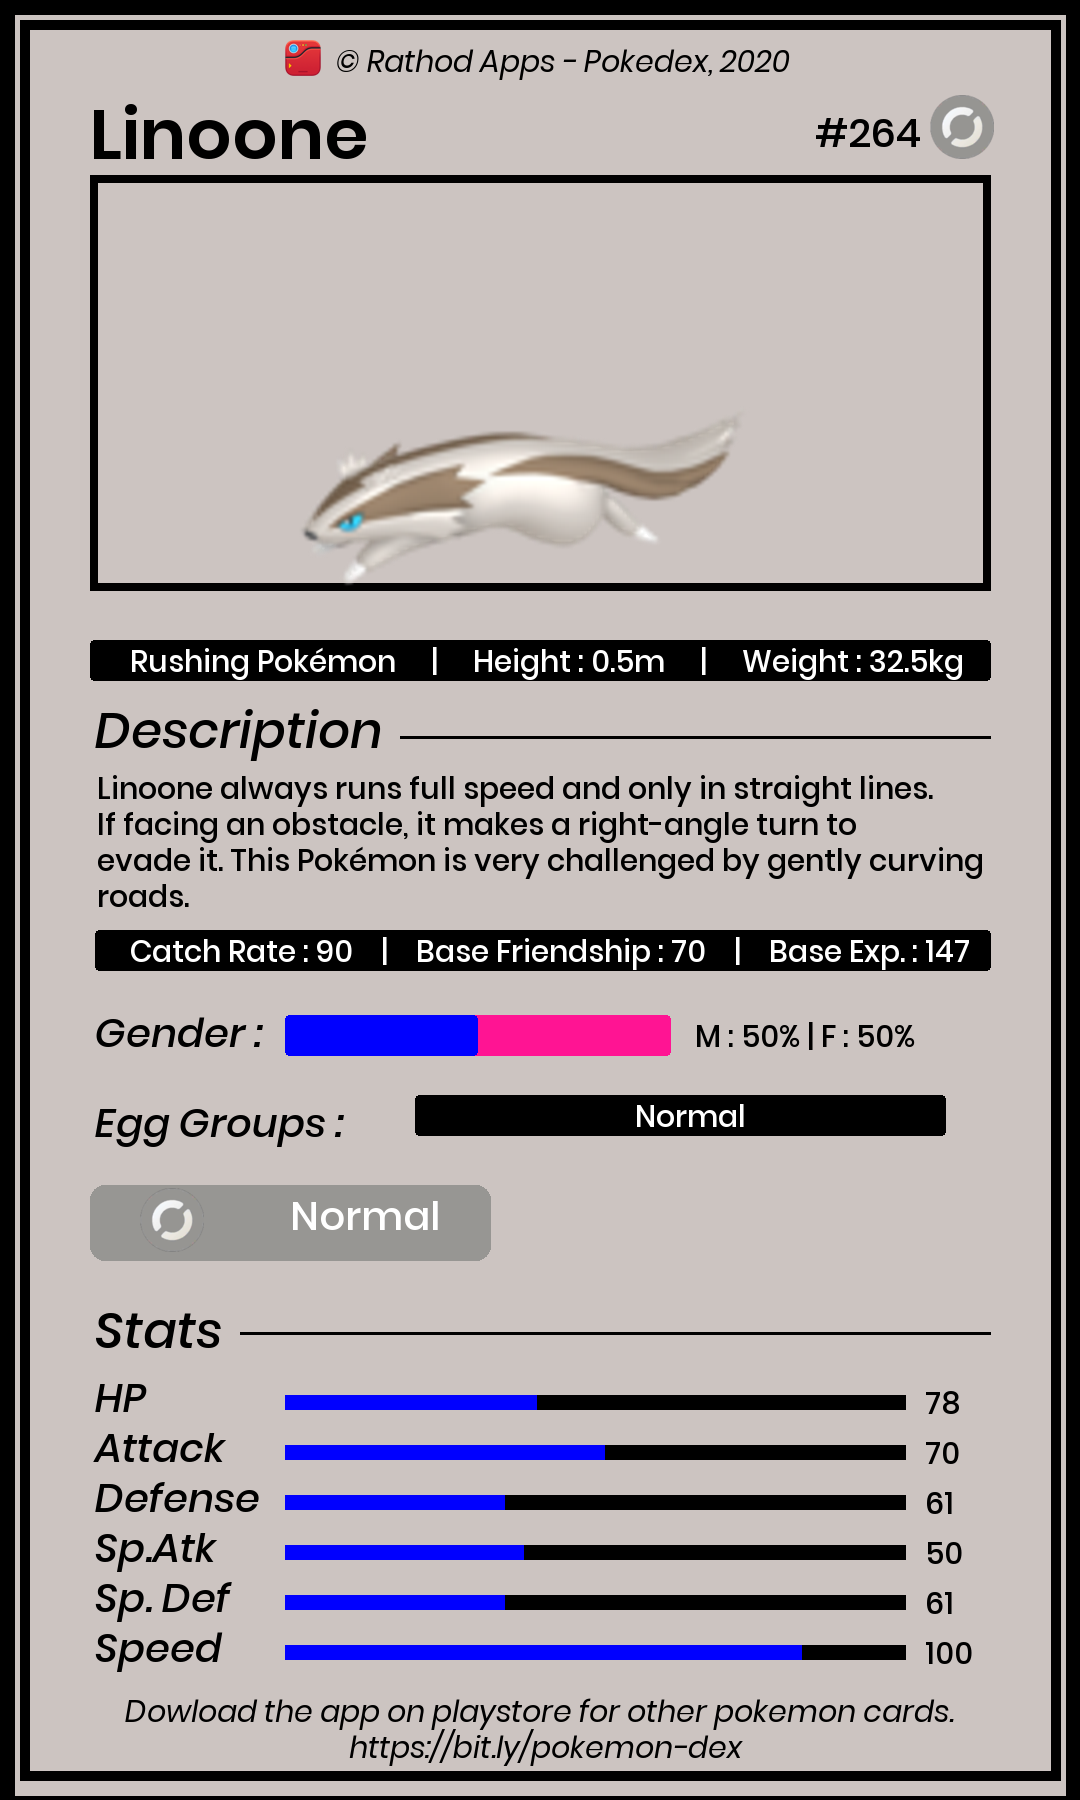 © Rathod Apps - Pokedex, 2020
Linoone
#264
Rushing Pokémon | Height : 0.5m | Weight : 32.5kg
Description
Linoone always runs full speed and only in straight lines.
If facing an obstacle, it makes a right-angle turn to
evade it. This Pokémon is very challenged by gently curving
roads.
Catch Rate : 90 | Base Friendship : 70 | Base Exp. : 147
Gender : M : 50% | F : 50%
Egg Groups : Normal
Normal
Stats
HP 78
Attack 70
Defense 61
Sp.Atk 50
Sp. Def 61
Speed 100
Dowload the app on playstore for other pokemon cards.
https://bit.ly/pokemon-dex